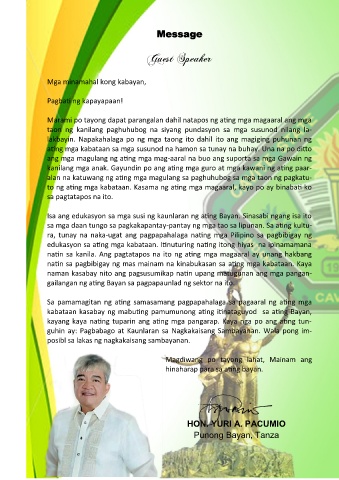 Message
Guest Speaker
Mga minamahal kong kabayan,
Pagbati ng kapayapaan!
Marami po tayong dapat parangalan dahil natapos ng ating mga magaaral ang mga
taon ng kanilang paghuhubog na siyang pundasyon sa mga susunod nilang-la-
lakbayin. Napakahalaga po ng mga taong ito dahil ito ang magiging puhunan ng
ating mga kabataan sa mga susunod na hamon sa tunay na buhay. Una na po dito
ang mga magulang ng ating mga mag-aaral na buo ang suporta sa mga Gawain ng
kanilang mga anak. Gayundin po ang ating mga guro at mga kawani ng ating paar-
alan na katuwang ng ating mga magulang sa paghuhubog sa mga taon ng pagkatu-
to ng ating mga kabataan. Kasama ng ating mga magaaral, kayo po ay binabati ko
sa pagtatapos na ito.
Isa ang edukasyon sa mga susi ng kaunlaran ng ating Bayan. Sinasabi ngang isa ito
sa mga daan tungo sa pagkakapantay-pantay ng mga tao sa lipunan. Sa ating kultu-
ra, tunay na naka-ugat ang pagpapahalaga nating mga Pilipino sa pagbibigay ng
edukasyon sa ating mga kabataan. Itinuturing nating itong hiyas na ipinamamana
natin sa kanila. Ang pagtatapos na ito ng ating mga magaaral ay unang hakbang
natin sa pagbibigay ng mas mainam na kinabukasan sa ating mga kabataan. Kaya
naman kasabay nito ang pagsusumikap natin upang matugunan ang mga pangan-
gailangan ng ating Bayan sa pagpapaunlad ng sektor na ito.
Sa pamamagitan ng ating samasamang pagpapahalaga sa pagaaral ng ating mga
kabataan kasabay ng mabuting pamumunong ating itinataguyod sa ating Bayan,
kayang kaya nating tuparin ang ating mga pangarap. Kaya nga po ang ating tun-
guhin ay: Pagbabago at Kaunlaran sa Nagkakaisang Sambayanan. Wala pong im-
posibl sa lakas ng nagkakaisang sambayanan.
Magdiwang po tayong lahat, Mainam ang
hinaharap para sa ating bayan.
HON. YURI A. PACUMIO
Punong Bayan, Tanza